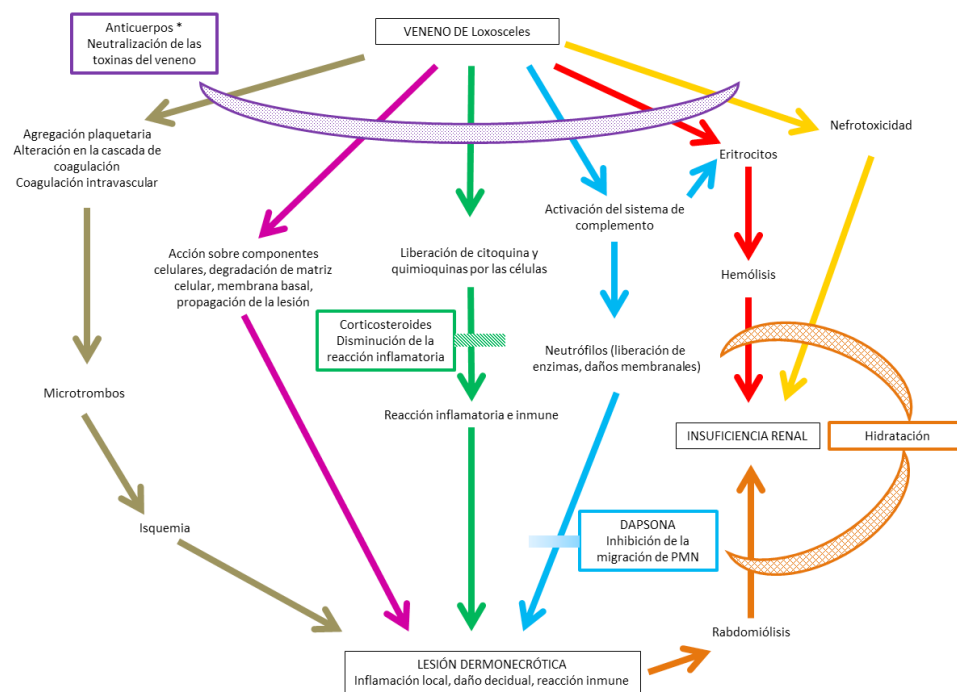 Anticuerpos *
Neutralización de las
toxinas del veneno
VENENO DE Loxosceles
Agregación plaquetaria
Alteración en la cascada de
coagulación
Coagulación intravascular
Nefrotoxicidad
Eritrocitos
Activación del sistema de
complemento
Acción sobre componentes
celulares, degradación de matriz
celular, membrana basal,
propagación de la lesión
Liberación de citoquina y
quimioquinas por las células
Hemólisis
Corticosteroides
Disminución de la
reacción inflamatoria
Neutrófilos (liberación de
enzimas, daños membranales)
Microtrombos
Reacción inflamatoria e inmune
INSUFICIENCIA RENAL
Hidratación
Isquemia
DAPSONA
Inhibición de la
migración de PMN
Rabdomiólisis
LESIÓN DERMONECRÓTICA
Inflamación local, daño decidual, reacción inmune